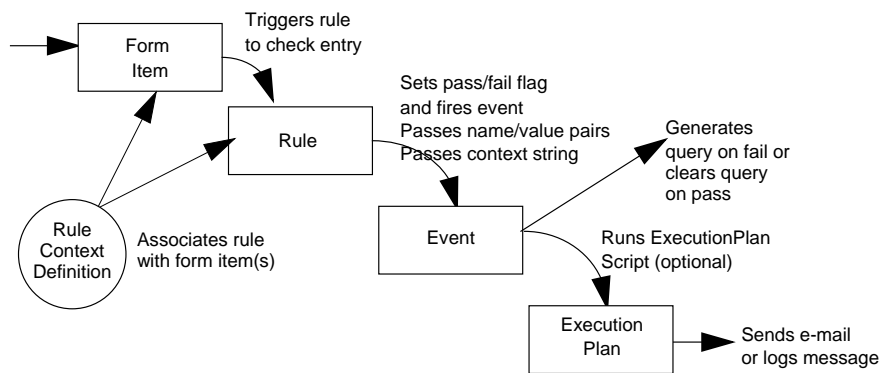 Form
Item
Triggers rule
to check entry
Rule
Sets pass/fail flag
and fires event
Passes name/value pairs
Passes context string
Generates
query on fail or
clears query
on pass
Rule
Context
Definition
Associates rule
with form item(s)
Event
Runs ExecutionPlan
Script (optional)
Execution
Plan
Sends e-mail
or logs message